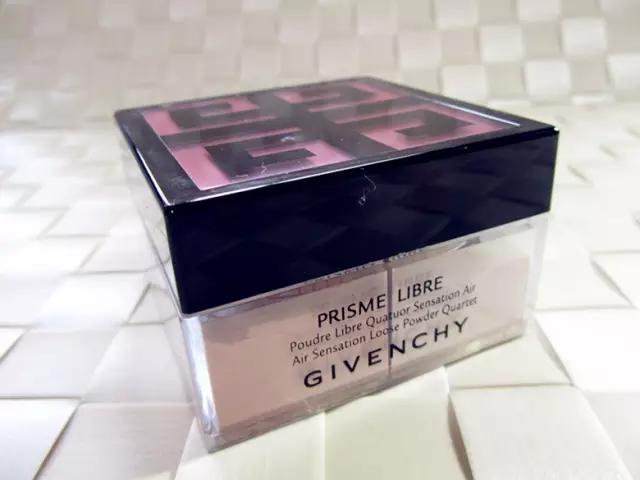 PRISME LIBRE
Poudre Libre Quatuor Sensation Air
Air Sensation Loose Powder Quartet
GIVENCHY